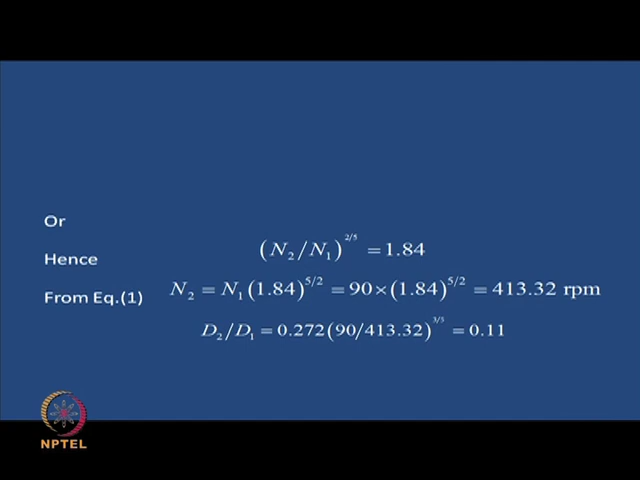 Or
(N₂/N₁)^2/5 = 1.84
Hence
N₂ = N₁(1.84)^5/2 = 90×(1.84)^5/2 = 413.32 rpm
From Eq.(1)
D₂/D₁ = 0.272(90/413.32)^3/5 = 0.11
NPTEL